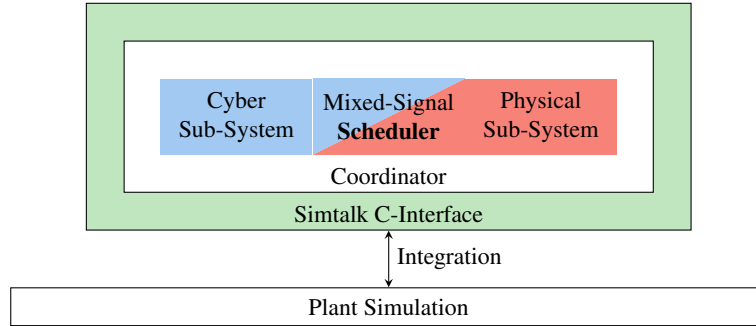 Cyber
Sub-System
Mixed-Signal
Scheduler
Physical
Sub-System
Coordinator
Simtalk C-Interface
Integration
Plant Simulation